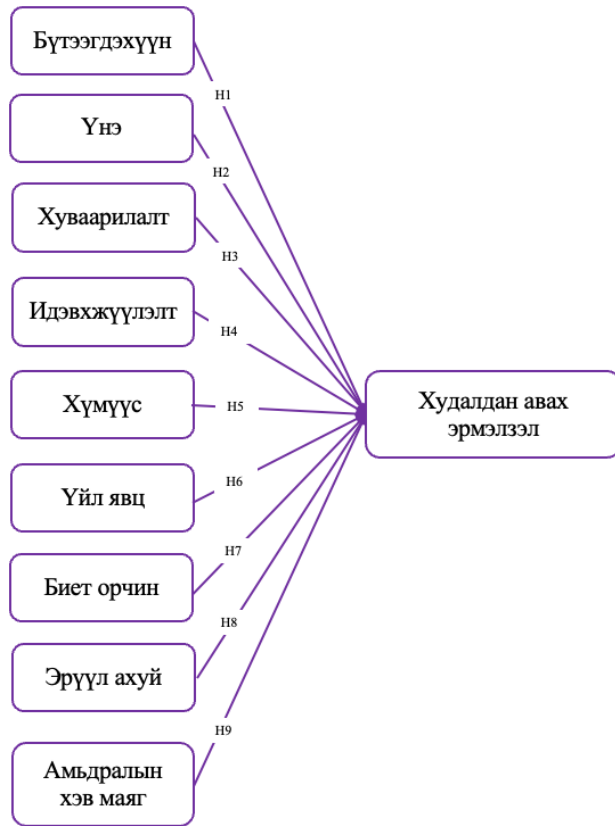 Бүтээгдэхүүн
H1
Үнэ
H2
Хуваарилалт
H3
Идэвхжүүлэлт
H4
Хүмүүс
H5
Худалдан авах
эрмэлзэл
Үйл явц
H6
Биет орчин
H7
Эрүүл ахуй
H8
Амьдралын
хэв маяг
H9